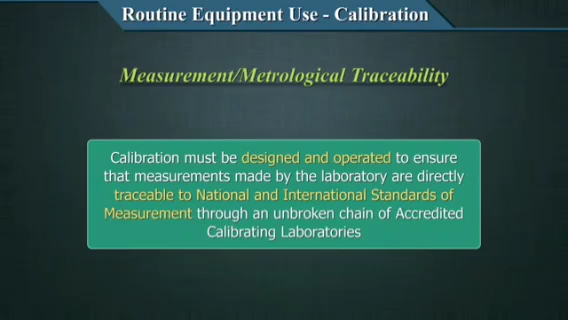 Routine Equipment Use - Calibration
Measurement/Metrological Traceability
Calibration must be designed and operated to ensure
that measurements made by the laboratory are directly
traceable to National and International Standards of
Measurement through an unbroken chain of Accredited
Calibrating Laboratories